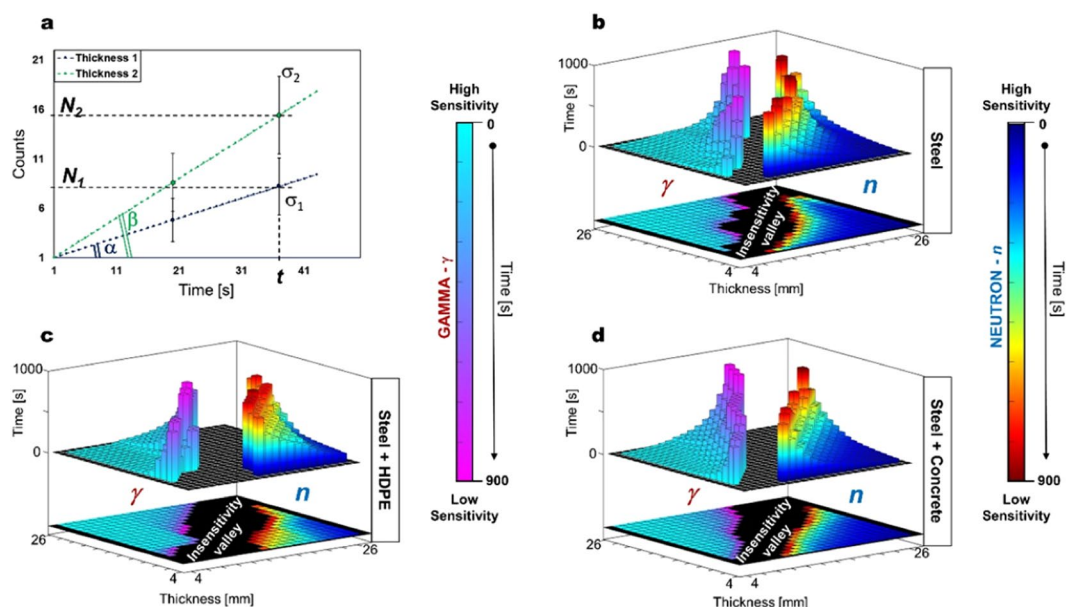 a
21
16
11
6
1
Counts
Thickness 1
Thickness 2
N2
N1
σ2
σ1
β
α
1 11 21 31 t 41
Time [s]
High
Sensitivity
0
GAMMA - γ
Time [s]
900
Low
Sensitivity
b
1000
Time [s]
0
γ
n
Insensitivity
valley
26
4 4
26
Thickness [mm]
Steel
High
Sensitivity
0
NEUTRON - n
Time [s]
900
Low
Sensitivity
c
1000
Time [s]
0
γ
n
Insensitivity
valley
26
4 4
26
Thickness [mm]
Steel + HDPE
d
1000
Time [s]
0
γ
n
Insensitivity
valley
26
4 4
26
Thickness [mm]
Steel + Concrete